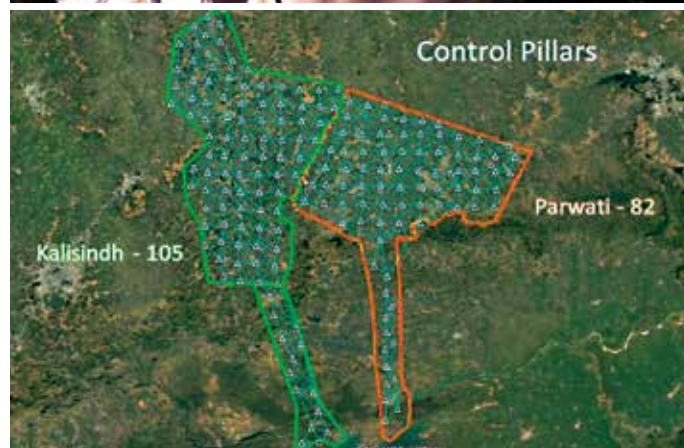 Control Pillars
Parwati - 82
Kalisindh - 105